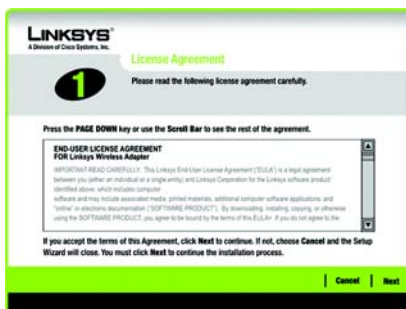 LINKSYS®
A Division of Cisco Systems, Inc.
License Agreement
1
Please read the following license agreement carefully.
Press the PAGE DOWN key or use the Scroll Bar to see the rest of the agreement.
END-USER LICENSE AGREEMENT
FOR Linksys Wireless Adapter
IMPORTANT-READ CAREFULLY: This Linksys End-User License Agreement ("EULA") is a legal agreement
between you (either an individual or a single entity) and Linksys Corporation for the Linksys software product
identified above, which includes computer
software and may include associated media, printed materials, additional computer software applications, and
"online" or electronic documentation ("SOFTWARE PRODUCT"). By downloading, installing, copying, or otherwise
using the SOFTWARE PRODUCT, you agree to be bound by the terms of this EULA+ If you do not agree to the
If you accept the terms of this Agreement, click Next to continue. If not, choose Cancel and the Setup
Wizard will close. You must click Next to continue the installation process.
Cancel | Next